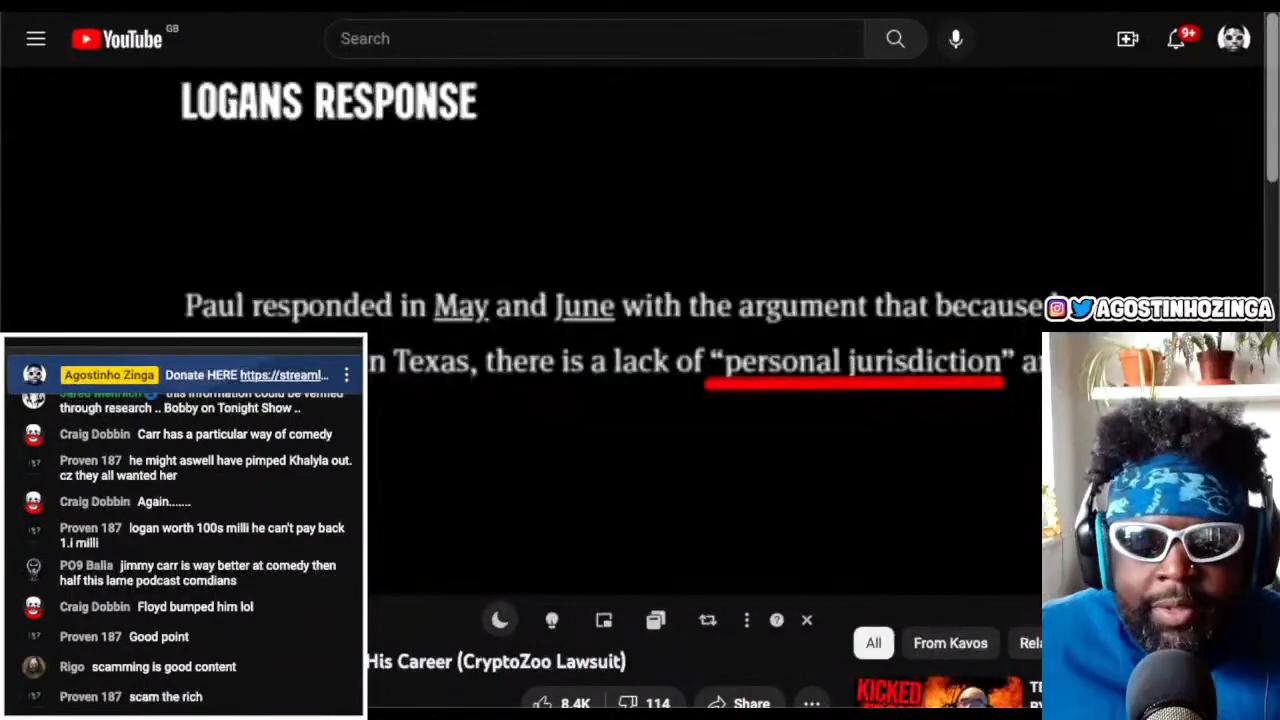 YouTube GB
Search
9+
LOGANS RESPONSE
Paul responded in May and June with the argument that because
n Texas, there is a lack of “personal jurisdiction”
AGOSTINHOZINGA
Agostinho Zinga Donate HERE https://streaml...
this information could be verified
through research .. Bobby on Tonight Show ..
Craig Dobbin Carr has a particular way of comedy
Proven 187 he might aswell have pimped Khalyla out.
cz they all wanted her
Craig Dobbin Again.......
Proven 187 logan worth 100s milli he can't pay back
1.i milli
PO9 Balla jimmy carr is way better at comedy then
half this lame podcast comdians
Craig Dobbin Floyd bumped him lol
Proven 187 Good point
Rigo scamming is good content
Proven 187 scam the rich
His Career (CryptoZoo Lawsuit)
8.4K
114
Share
All
From Kavos
Rela
KICKED